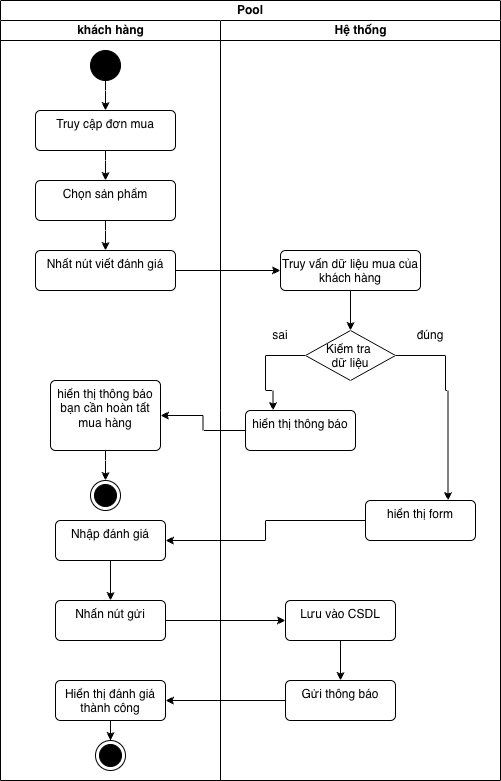 Pool
khách hàng
Hệ thống
Truy cập đơn mua
Chọn sản phẩm
Nhất nút viết đánh giá
Truy vấn dữ liệu mua của
khách hàng
sai
đúng
Kiểm tra
dữ liệu
hiển thị thông báo
bạn cần hoàn tất
mua hàng
hiển thị thông báo
hiển thị form
Nhập đánh giá
Nhấn nút gửi
Lưu vào CSDL
Hiển thị đánh giá
thành công
Gửi thông báo